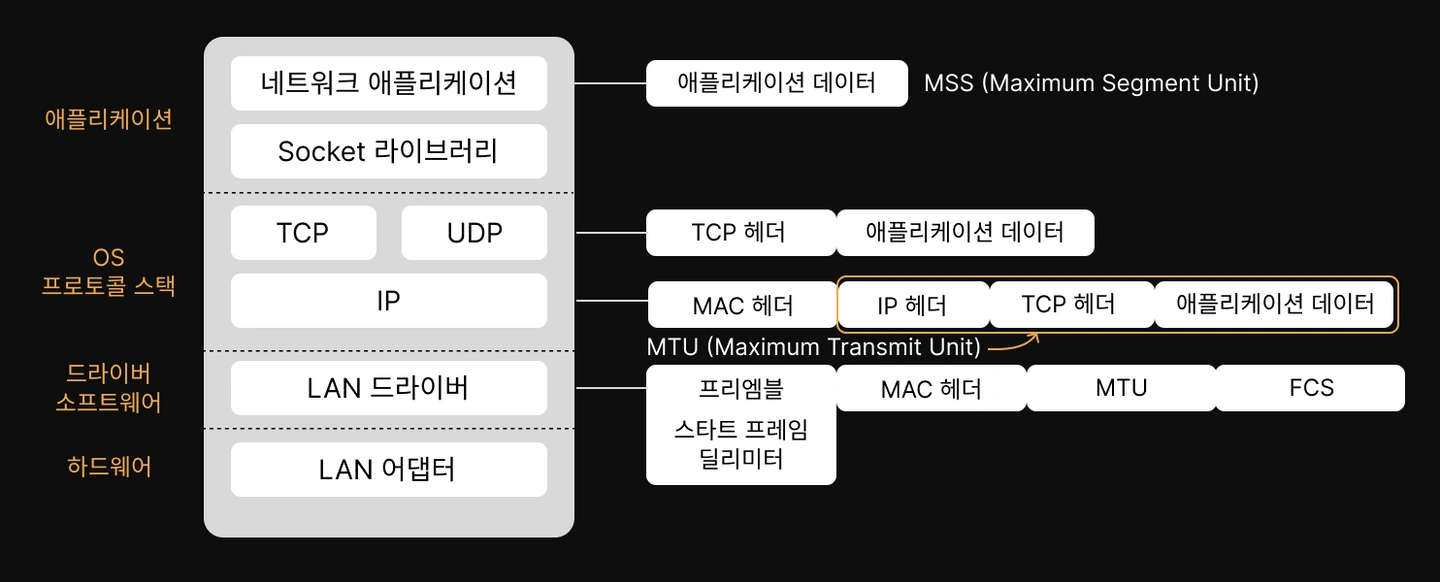 애플리케이션
네트워크 애플리케이션
Socket 라이브러리
애플리케이션 데이터
MSS (Maximum Segment Unit)
OS
프로토콜 스택
TCP
UDP
IP
TCP 헤더
애플리케이션 데이터
MAC 헤더
IP 헤더
TCP 헤더
애플리케이션 데이터
MTU (Maximum Transmit Unit)
드라이버
소프트웨어
LAN 드라이버
프리엠블
스타트 프레임
딜리미터
MAC 헤더
MTU
FCS
하드웨어
LAN 어댑터